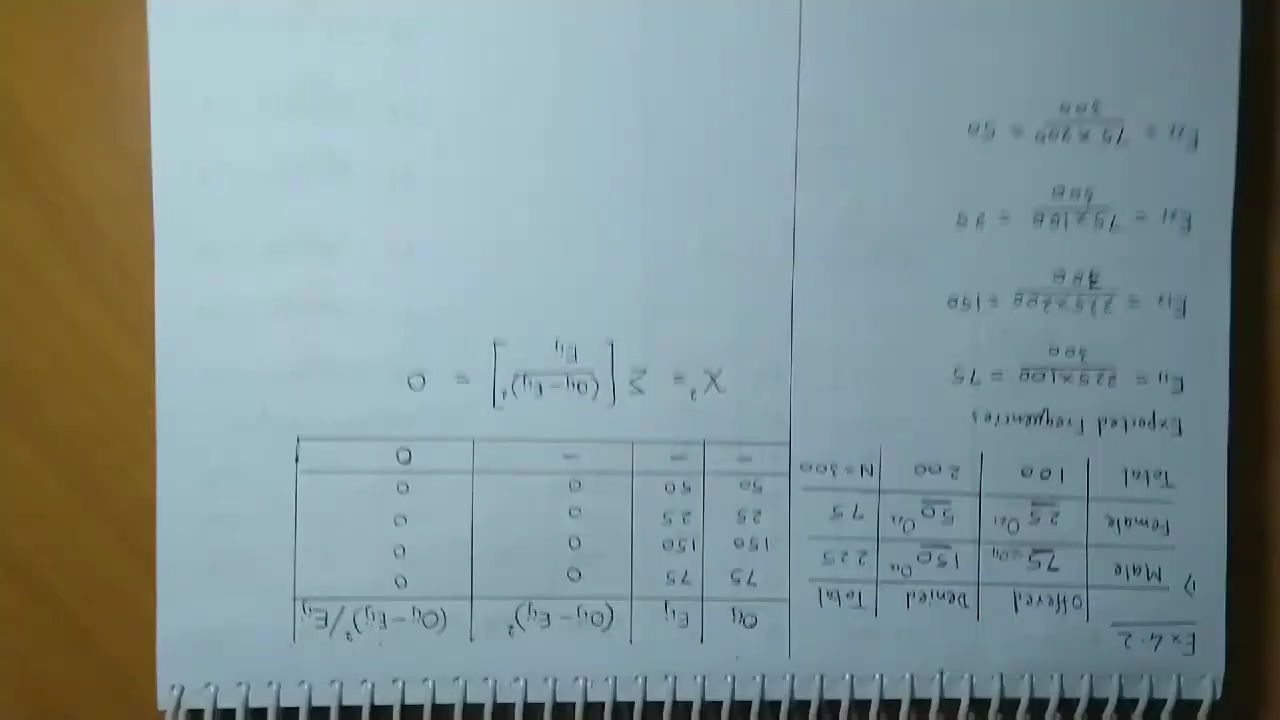 Ex 4.2
1)
Offered Denied Total
Male 75 = O11 150 O12 225
Female 25 O21 50 O22 75
Total 100 200 N=300
Expected Frequencies
E11 = 225×100 / 300 = 75
E12 = 225×200 / 300 = 150
E21 = 75×100 / 300 =
E22 = 75×200 / 300 = 50
Oij Eij (Oij - Eij)² (Oij - Eij)²/Eij
75 75 0 0
150 150 0 0
25 25 0 0
50 50 0 0
- - - 0
χ² = Σ [ (Oij - Eij)² / Eij ] = 0